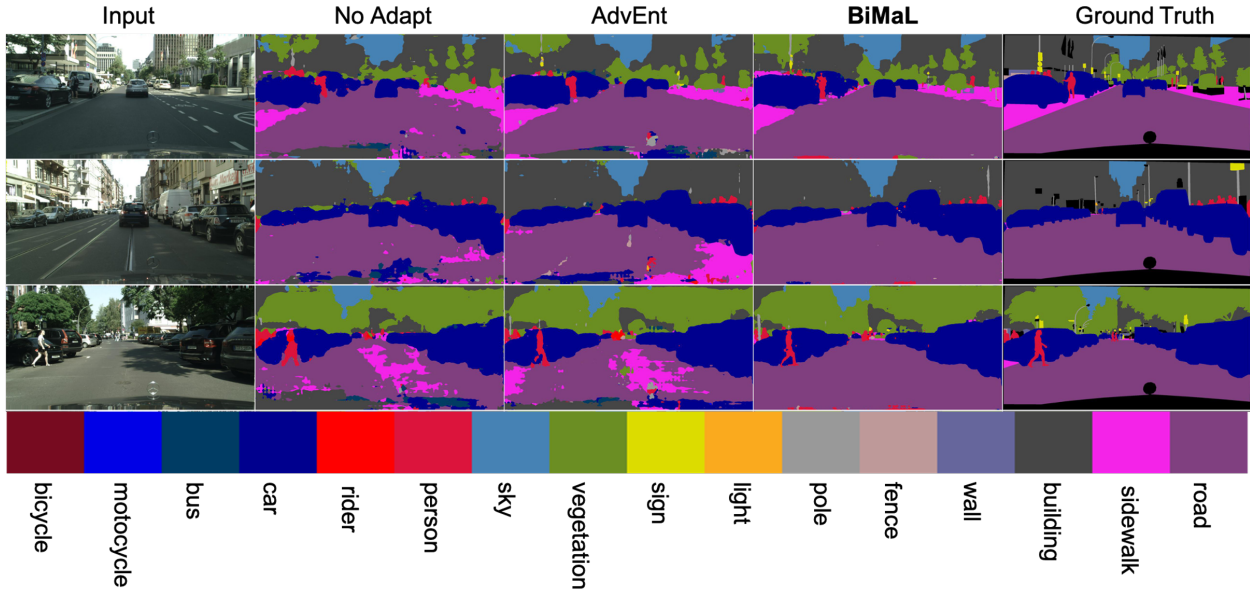 Input No Adapt AdvEnt BiMaL Ground Truth
bicycle motocycle bus car rider person sky vegetation sign light pole fence wall building sidewalk road